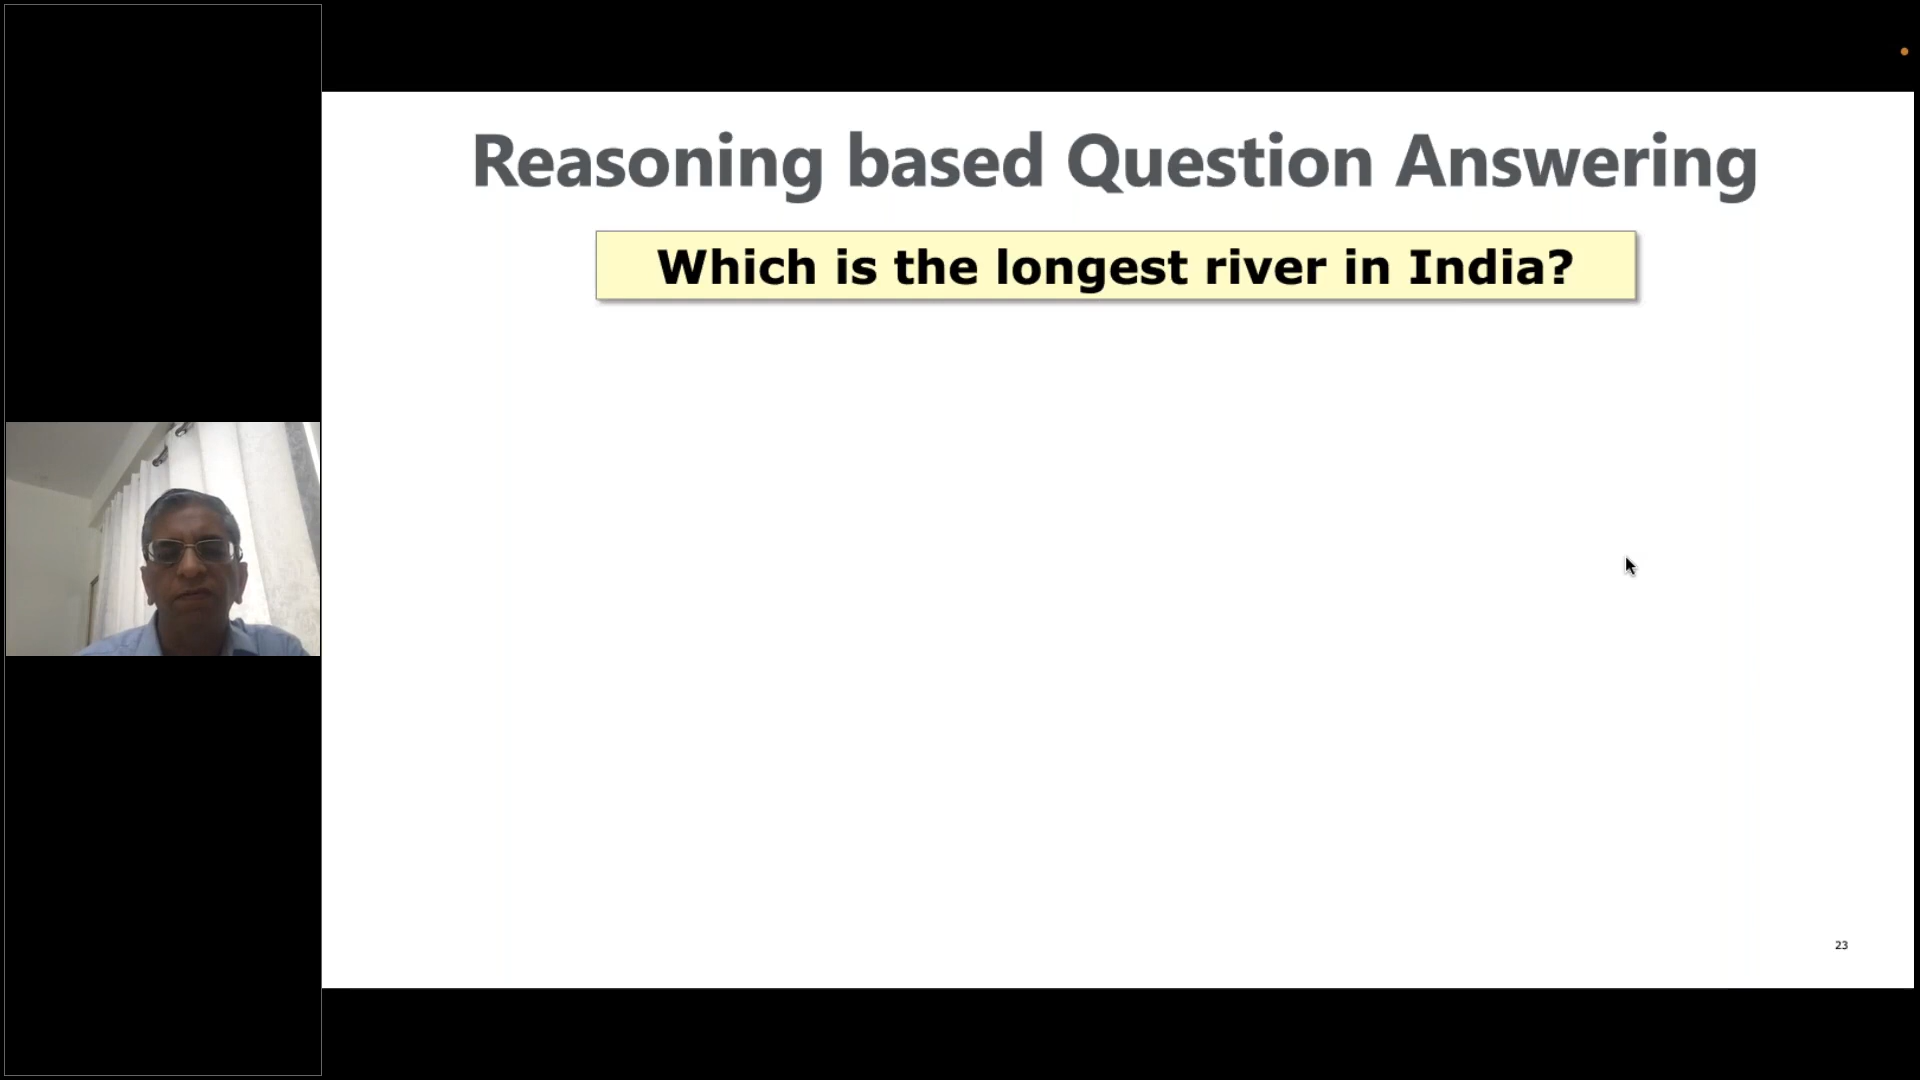 Reasoning based Question Answering
Which is the longest river in India?
23